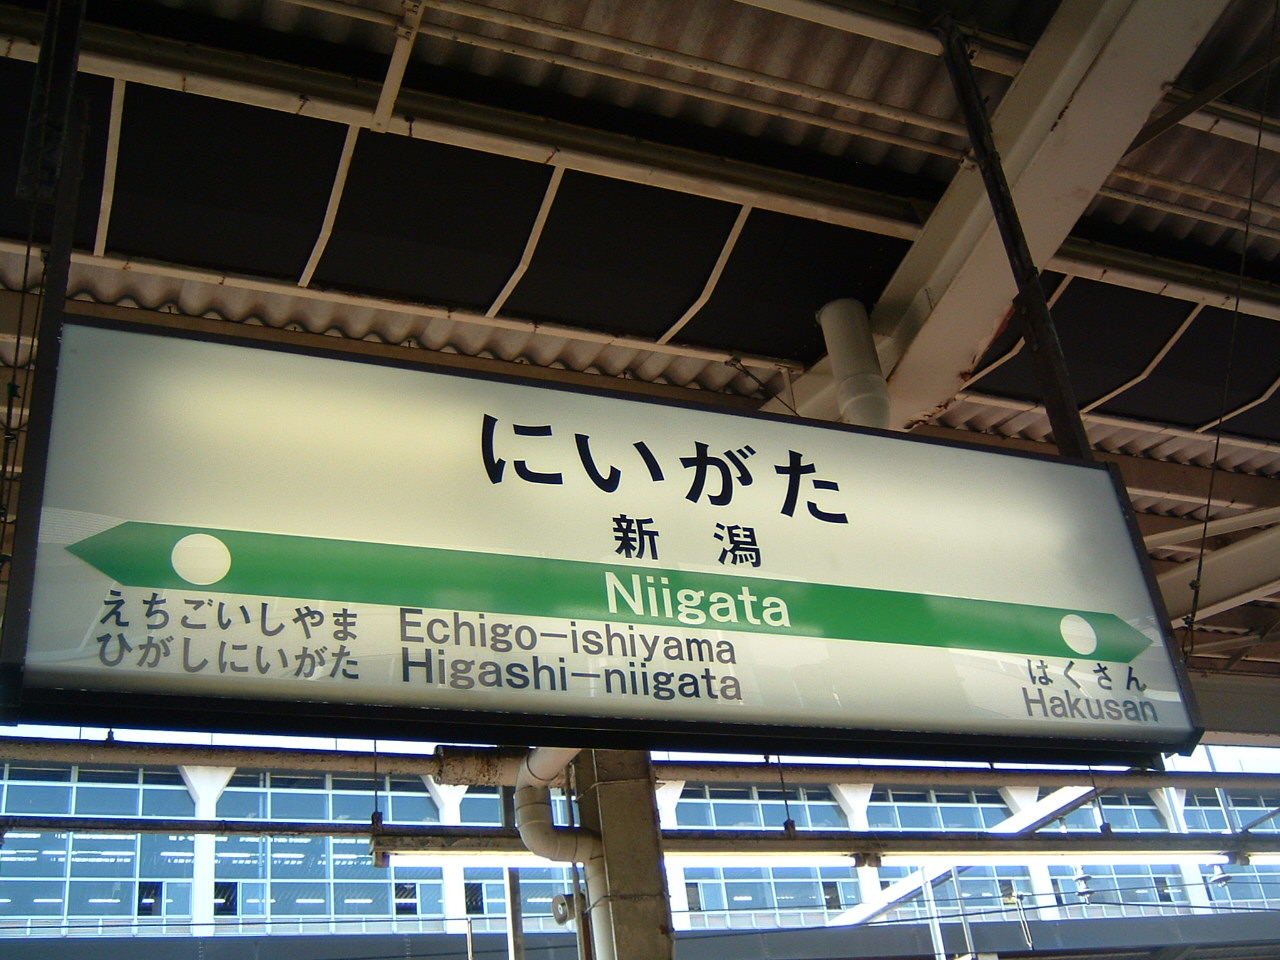 にいがた
新潟
Niigata
えちごいしやま Echigo-ishiyama
ひがしにいがた Higashi-niigata
はくさん
Hakusan